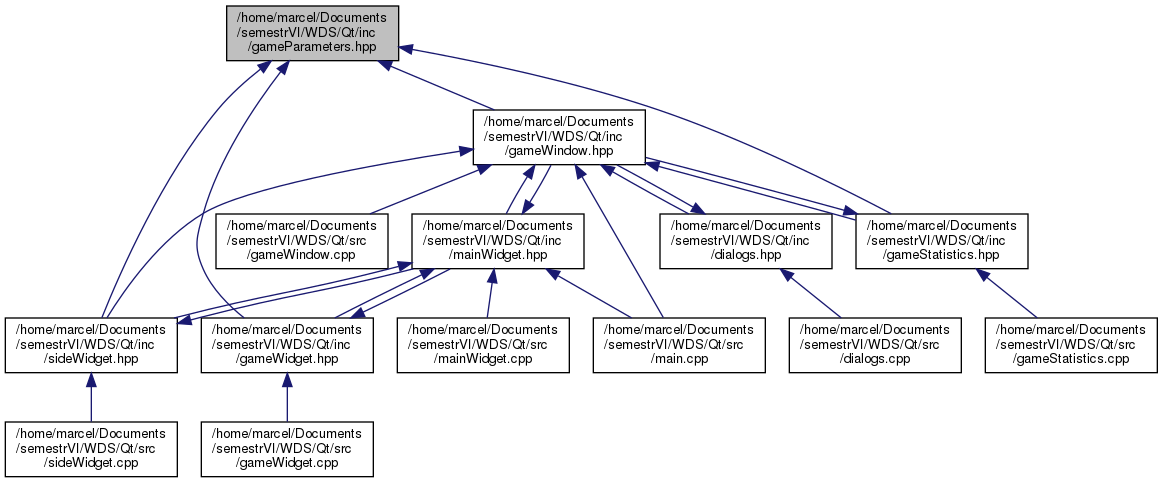 /home/marcel/Documents
/semestrVI/WDS/Qt/inc
/gameParameters.hpp
/home/marcel/Documents
/semestrVI/WDS/Qt/inc
/gameWindow.hpp
/home/marcel/Documents
/semestrVI/WDS/Qt/src
/gameWindow.cpp
/home/marcel/Documents
/semestrVI/WDS/Qt/inc
/mainWidget.hpp
/home/marcel/Documents
/semestrVI/WDS/Qt/inc
/dialogs.hpp
/home/marcel/Documents
/semestrVI/WDS/Qt/inc
/gameStatistics.hpp
/home/marcel/Documents
/semestrVI/WDS/Qt/inc
/sideWidget.hpp
/home/marcel/Documents
/semestrVI/WDS/Qt/inc
/gameWidget.hpp
/home/marcel/Documents
/semestrVI/WDS/Qt/src
/mainWidget.cpp
/home/marcel/Documents
/semestrVI/WDS/Qt/src
/main.cpp
/home/marcel/Documents
/semestrVI/WDS/Qt/src
/dialogs.cpp
/home/marcel/Documents
/semestrVI/WDS/Qt/src
/gameStatistics.cpp
/home/marcel/Documents
/semestrVI/WDS/Qt/src
/sideWidget.cpp
/home/marcel/Documents
/semestrVI/WDS/Qt/src
/gameWidget.cpp